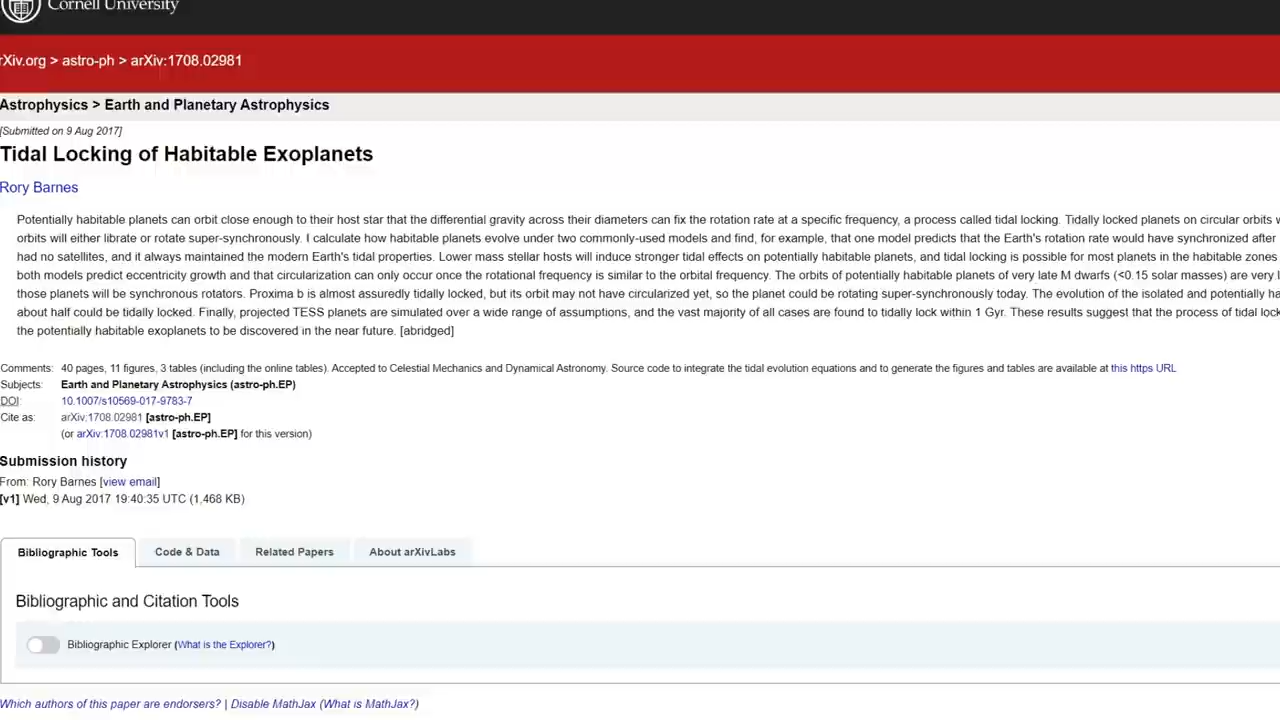 Cornell University
rXiv.org > astro-ph > arXiv:1708.02981
Astrophysics > Earth and Planetary Astrophysics
[Submitted on 9 Aug 2017]
Tidal Locking of Habitable Exoplanets
Rory Barnes
Potentially habitable planets can orbit close enough to their host star that the differential gravity across their diameters can fix the rotation rate at a specific frequency, a process called tidal locking. Tidally locked planets on circular orbits
orbits will either librate or rotate super-synchronously. I calculate how habitable planets evolve under two commonly-used models and find, for example, that one model predicts that the Earth's rotation rate would have synchronized after
had no satellites, and it always maintained the modern Earth's tidal properties. Lower mass stellar hosts will induce stronger tidal effects on potentially habitable planets, and tidal locking is possible for most planets in the habitable zones
both models predict eccentricity growth and that circularization can only occur once the rotational frequency is similar to the orbital frequency. The orbits of potentially habitable planets of very late M dwarfs (<0.15 solar masses) are very
those planets will be synchronous rotators. Proxima b is almost assuredly tidally locked, but its orbit may not have circularized yet, so the planet could be rotating super-synchronously today. The evolution of the isolated and potentially
about half could be tidally locked. Finally, projected TESS planets are simulated over a wide range of assumptions, and the vast majority of all cases are found to tidally lock within 1 Gyr. These results suggest that the process of tidal
the potentially habitable exoplanets to be discovered in the near future. [abridged]
Comments: 40 pages, 11 figures, 3 tables (including the online tables). Accepted to Celestial Mechanics and Dynamical Astronomy. Source code to integrate the tidal evolution equations and to generate the figures and tables are available at this https URL
Subjects: Earth and Planetary Astrophysics (astro-ph.EP)
DOI: 10.1007/s10569-017-9783-7
Cite as: arXiv:1708.02981 [astro-ph.EP]
(or arXiv:1708.02981v1 [astro-ph.EP] for this version)
Submission history
From: Rory Barnes [view email]
[v1] Wed, 9 Aug 2017 19:40:35 UTC (1,468 KB)
Bibliographic Tools Code & Data Related Papers About arXivLabs
Bibliographic and Citation Tools
Bibliographic Explorer (What is the Explorer?)
Which authors of this paper are endorsers? | Disable MathJax (What is MathJax?)